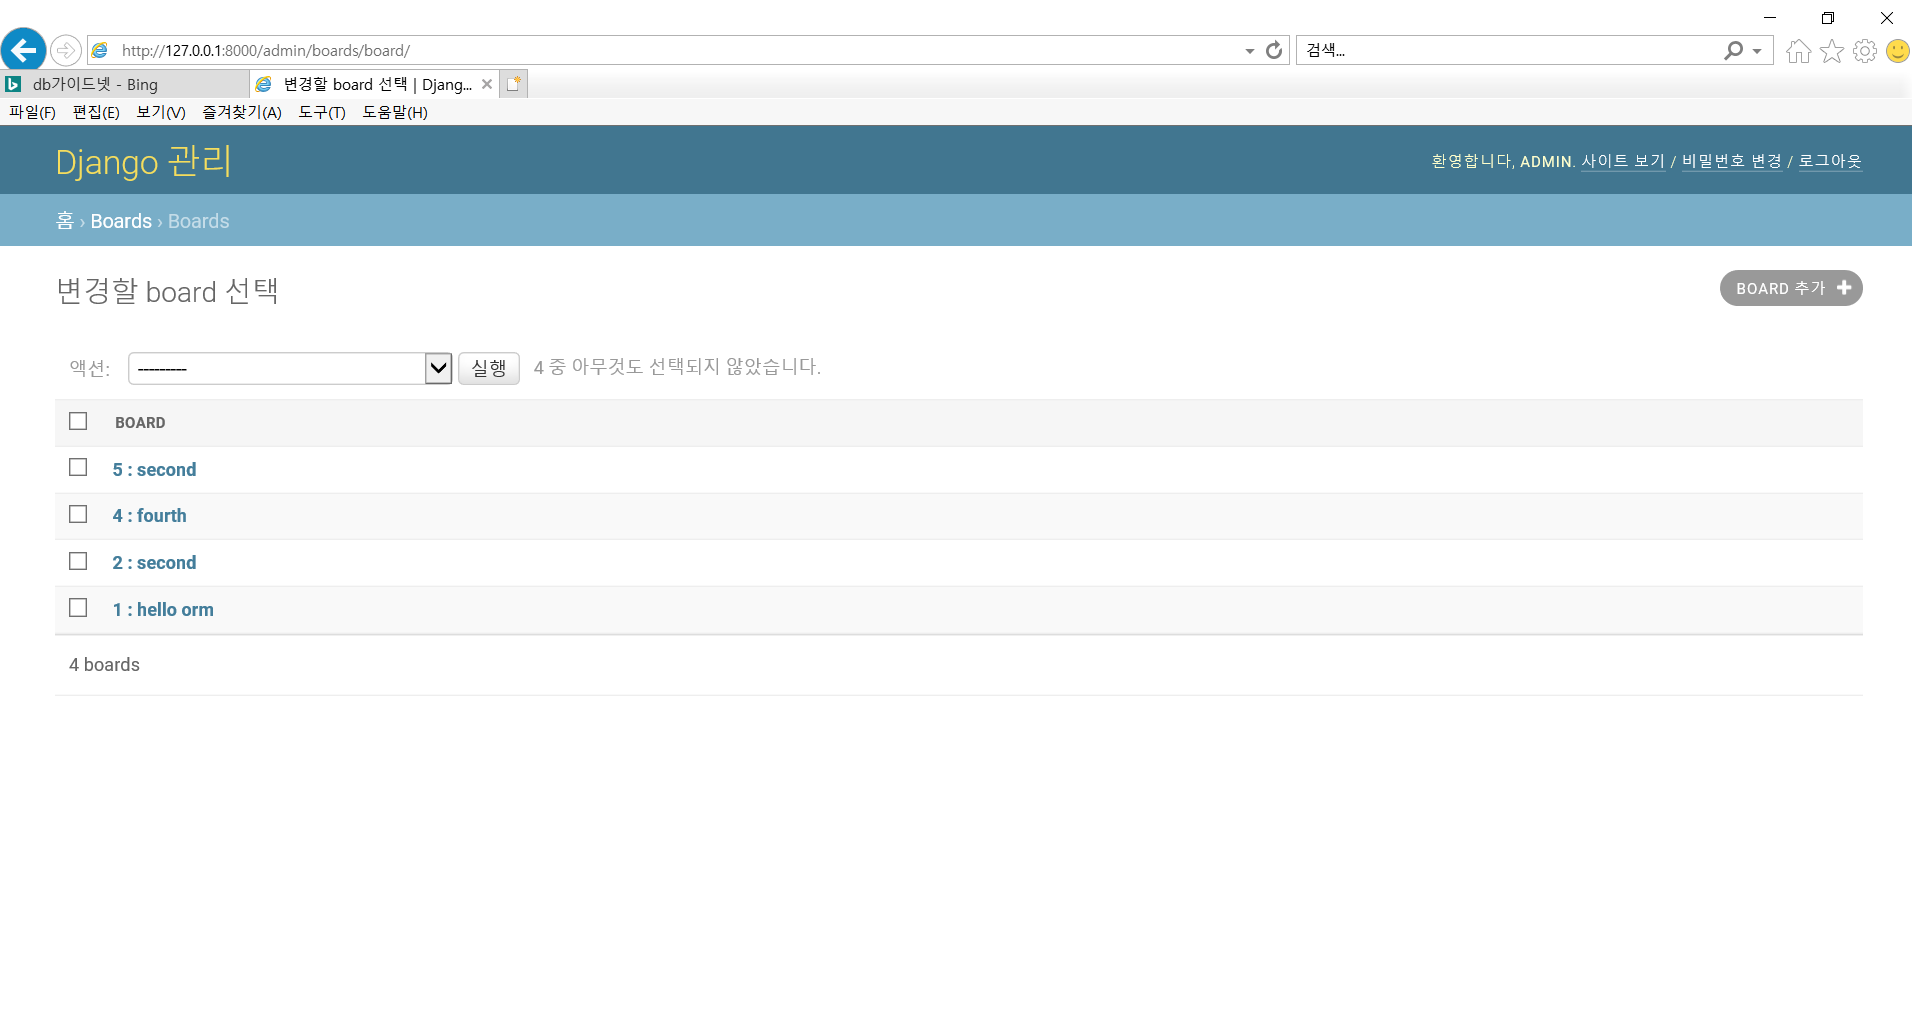 http://127.0.0.1:8000/admin/boards/board/
검색...
db가이드넷 - Bing
변경할 board 선택 | Djang...
파일(F) 편집(E) 보기(V) 즐겨찾기(A) 도구(T) 도움말(H)
Django 관리
환영합니다, ADMIN. 사이트 보기 / 비밀번호 변경 / 로그아웃
홈 › Boards › Boards
변경할 board 선택
BOARD 추가
액션: --------- 실행 4 중 아무것도 선택되지 않았습니다.
BOARD
5 : second
4 : fourth
2 : second
1 : hello orm
4 boards